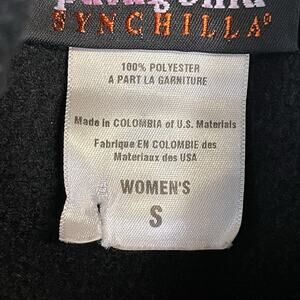 patagonia
SYNCHILLA®
100% POLYESTER
A PART LA GARNITURE
Made in COLOMBIA of U.S. Materials
Fabrique EN COLOMBIE des
Materiaux des USA
WOMEN'S
S